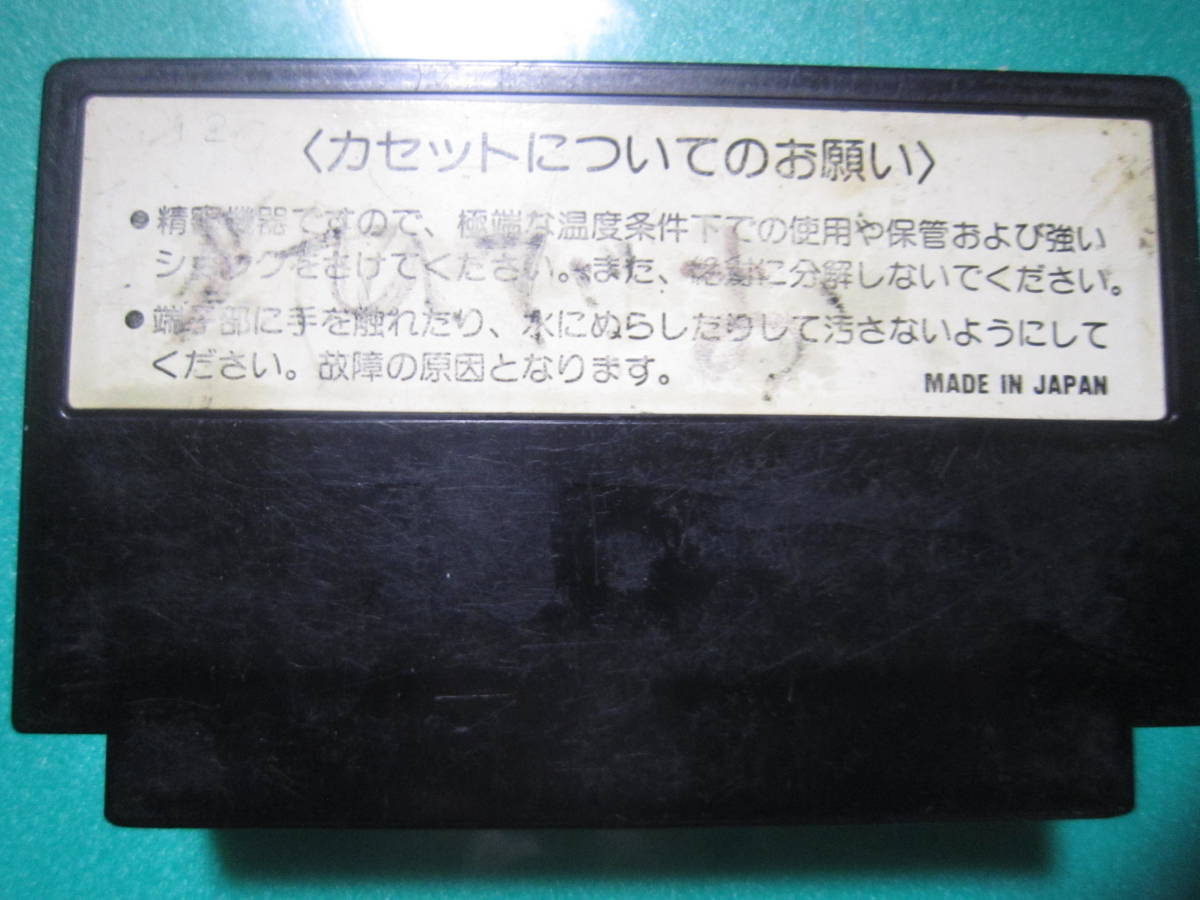 〈カセットについてのお願い〉
●精密機器ですので、極端な温度条件下での使用や保管および強い
ショックをさけてください。また、絶対に分解しないでください。
●端子部に手を触れたり、水にぬらしたりして汚さないようにして
ください。故障の原因となります。
MADE IN JAPAN